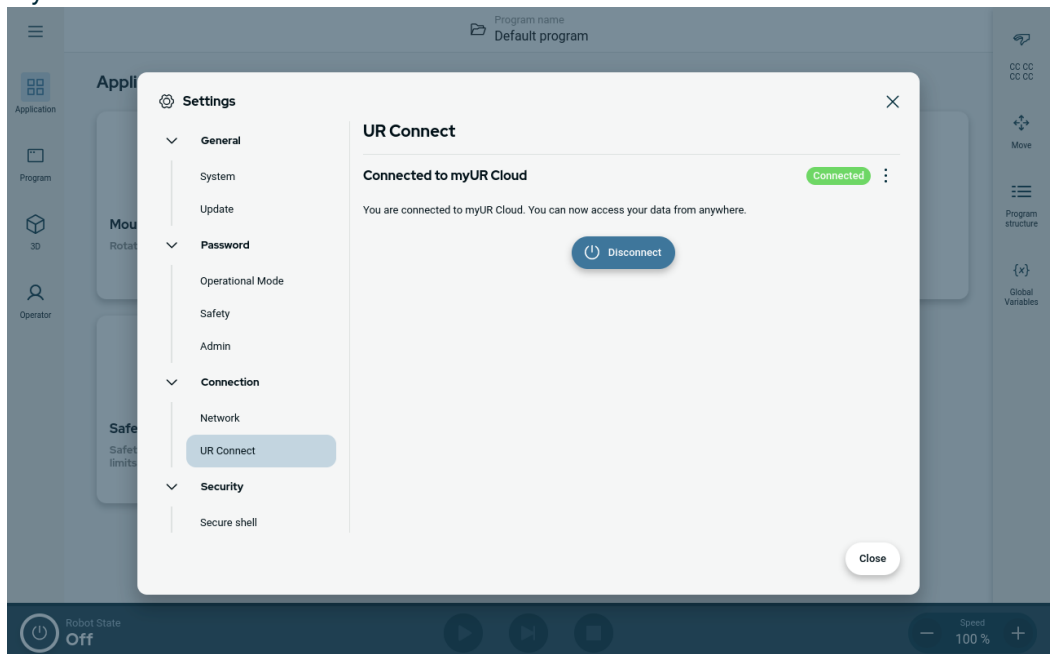 Program name
Default program
Application
Program
3D
Operator
Appli
Mou
Rotat
Safe
Safet
limits
Settings
General
System
Update
Password
Operational Mode
Safety
Admin
Connection
Network
UR Connect
Security
Secure shell
UR Connect
Connected to myUR Cloud
Connected
You are connected to myUR Cloud. You can now access your data from anywhere.
Disconnect
Close
CC CC
CC CC
Move
Program
structure
{x}
Global
Variables
Robot State
Off
Speed
100 %